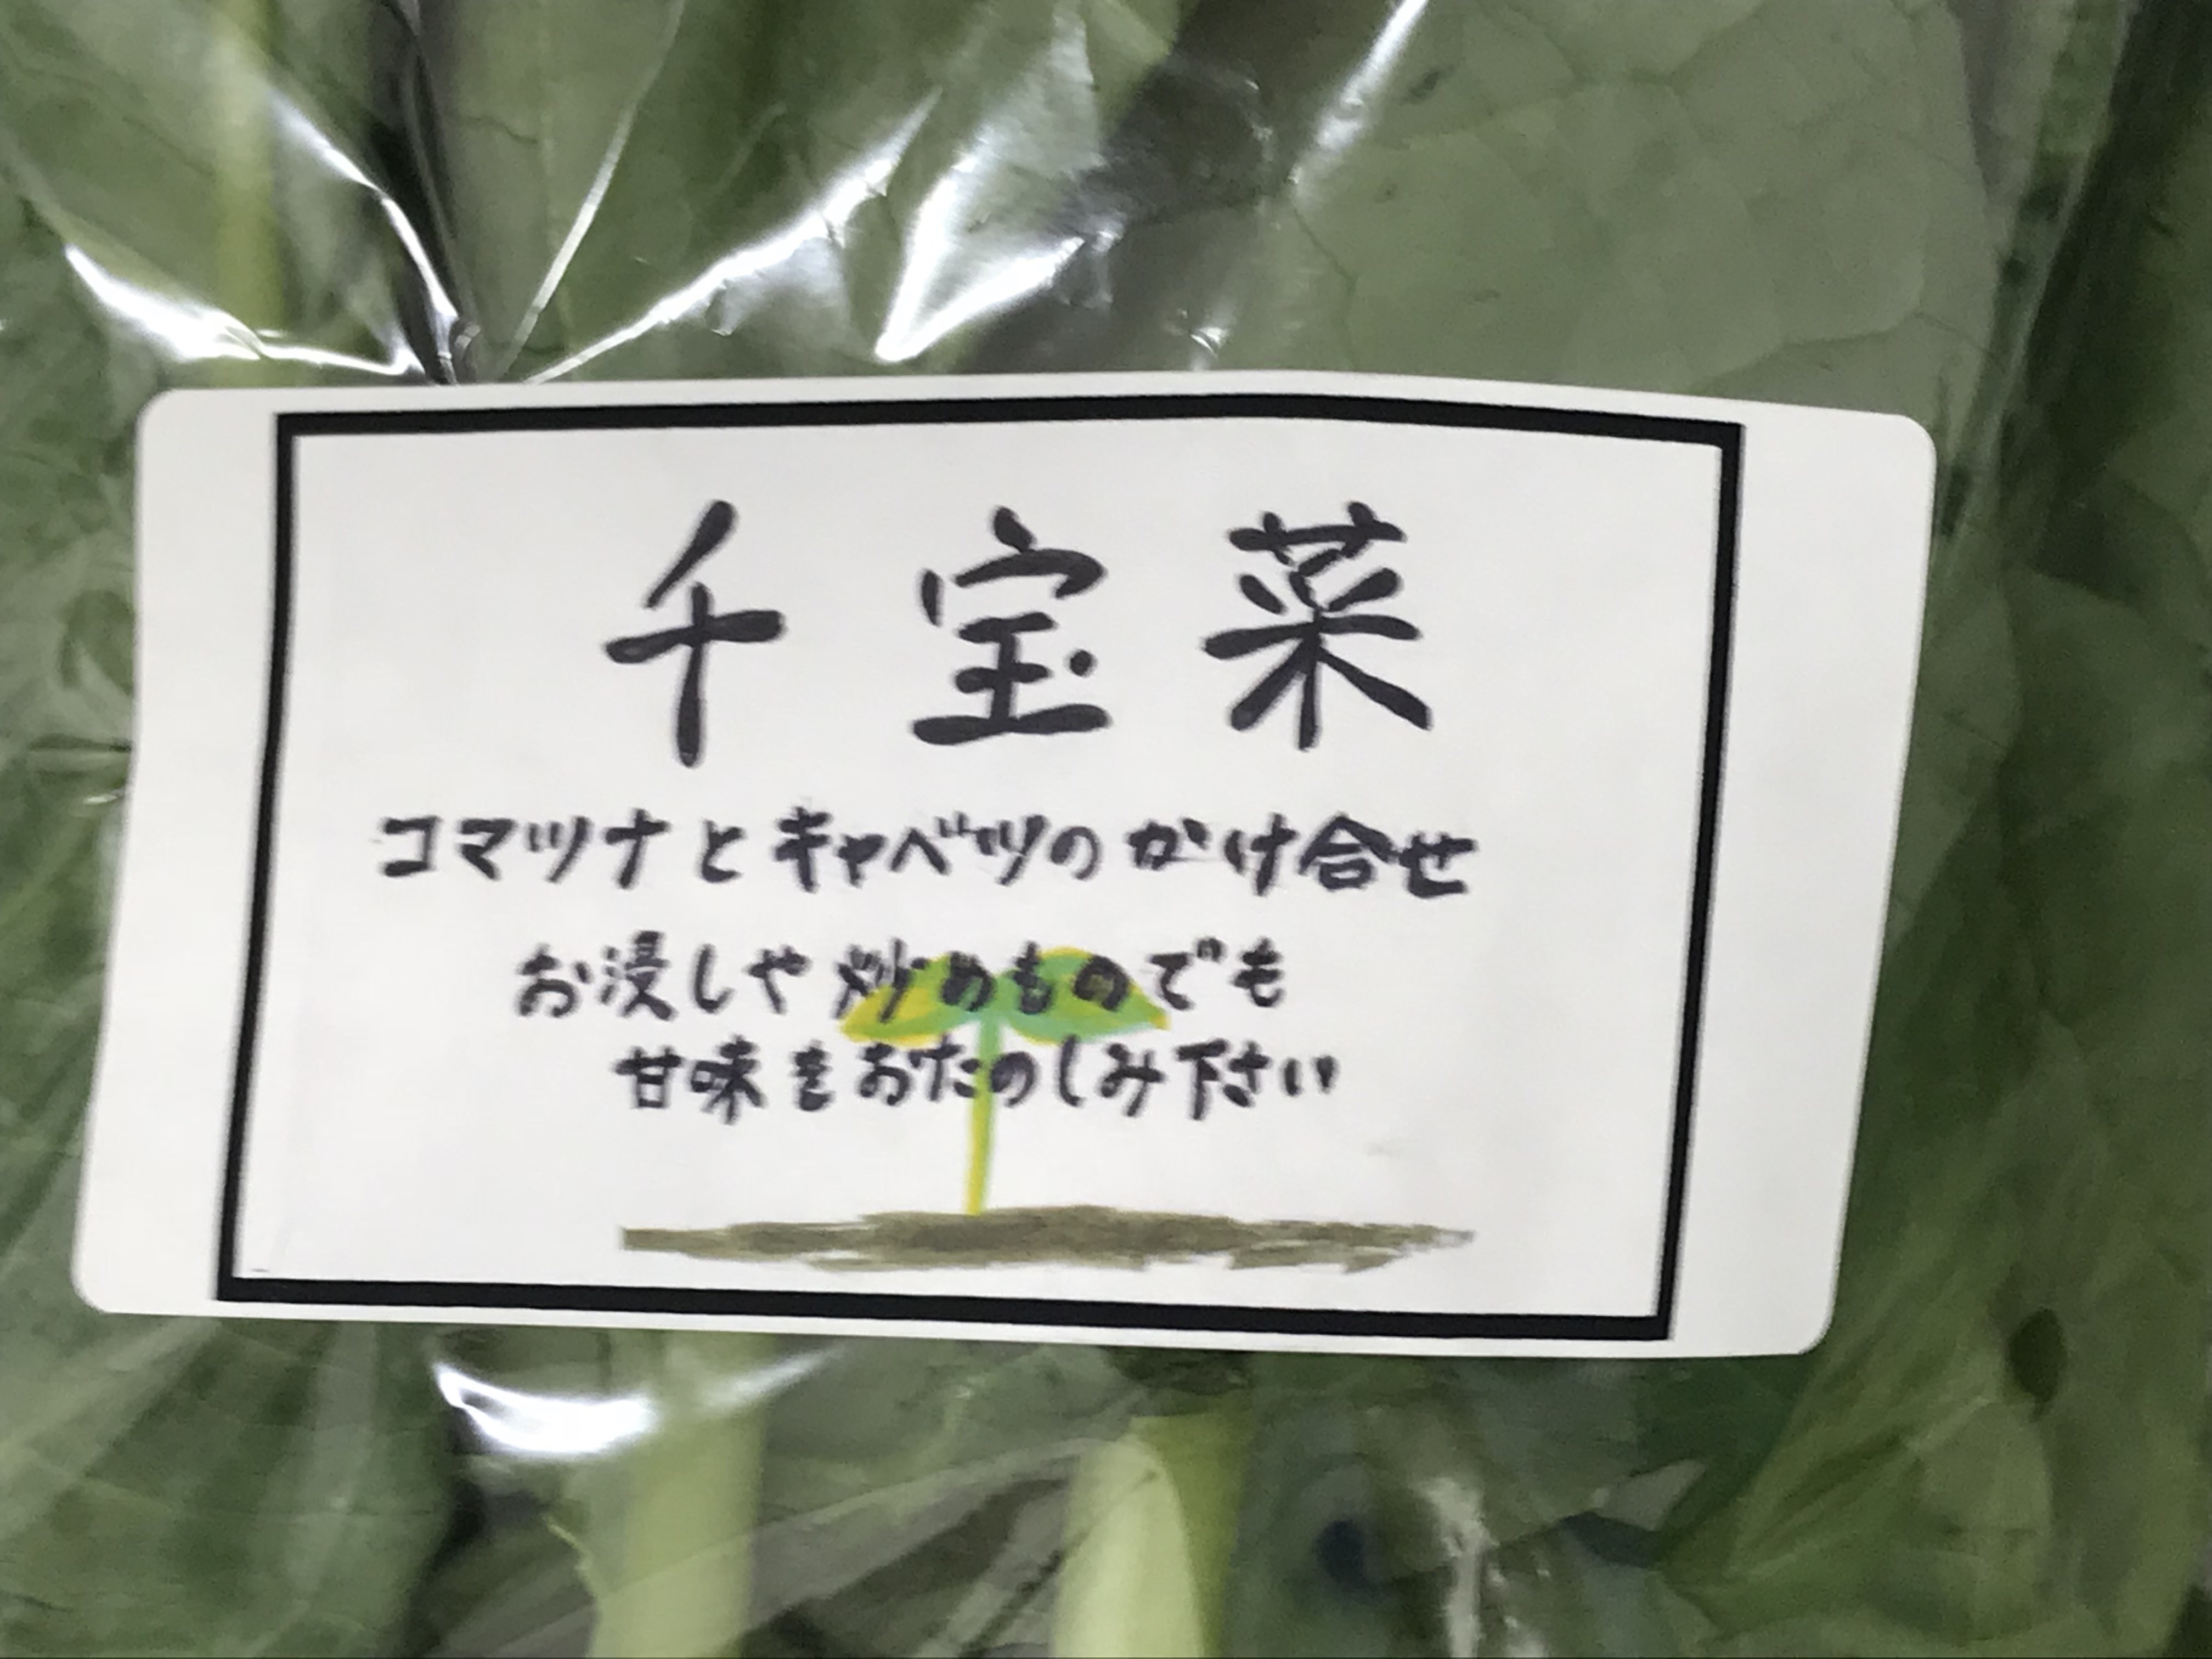 千宝菜
コマツナとキャベツのかけ合せ
お浸しや炒めものでも
甘味をおたのしみ下さい